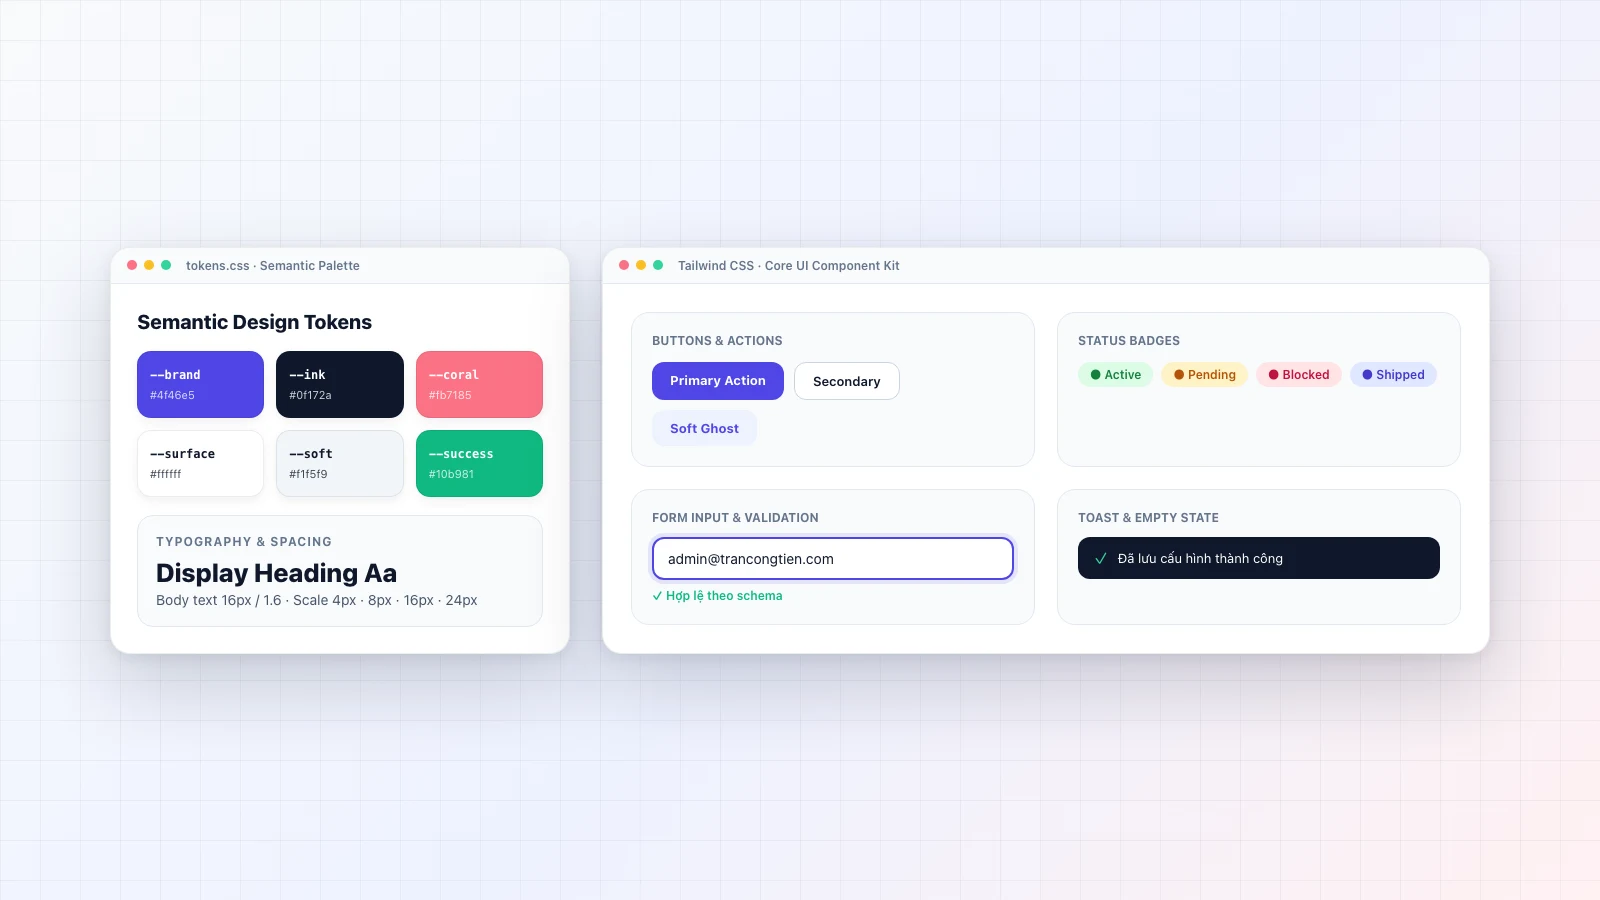 tokens.css · Semantic Palette
Semantic Design Tokens
--brand
#4f46e5
--ink
#0f172a
--coral
#fb7185
--surface
#ffffff
--soft
#f1f5f9
--success
#10b981
TYPOGRAPHY & SPACING
Display Heading Aa
Body text 16px / 1.6 · Scale 4px · 8px · 16px · 24px
Tailwind CSS · Core UI Component Kit
BUTTONS & ACTIONS
Primary Action
Secondary
Soft Ghost
STATUS BADGES
Active
Pending
Blocked
Shipped
FORM INPUT & VALIDATION
admin@trancongtien.com
✓ Hợp lệ theo schema
TOAST & EMPTY STATE
✓ Đã lưu cấu hình thành công